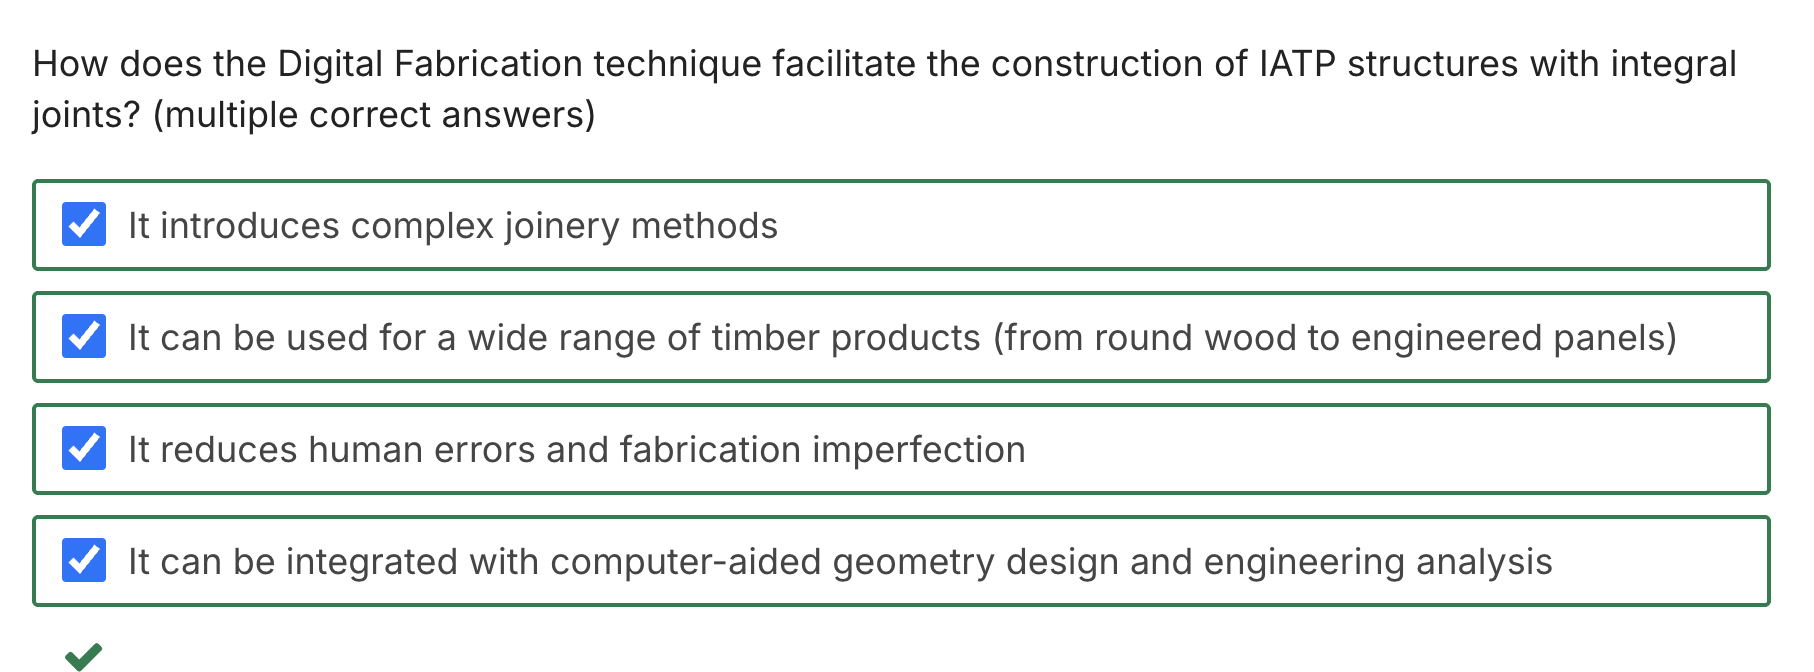 How does the Digital Fabrication technique facilitate the construction of IATP structures with integral
joints? (multiple correct answers)
It introduces complex joinery methods
It can be used for a wide range of timber products (from round wood to engineered panels)
It reduces human errors and fabrication imperfection
It can be integrated with computer-aided geometry design and engineering analysis